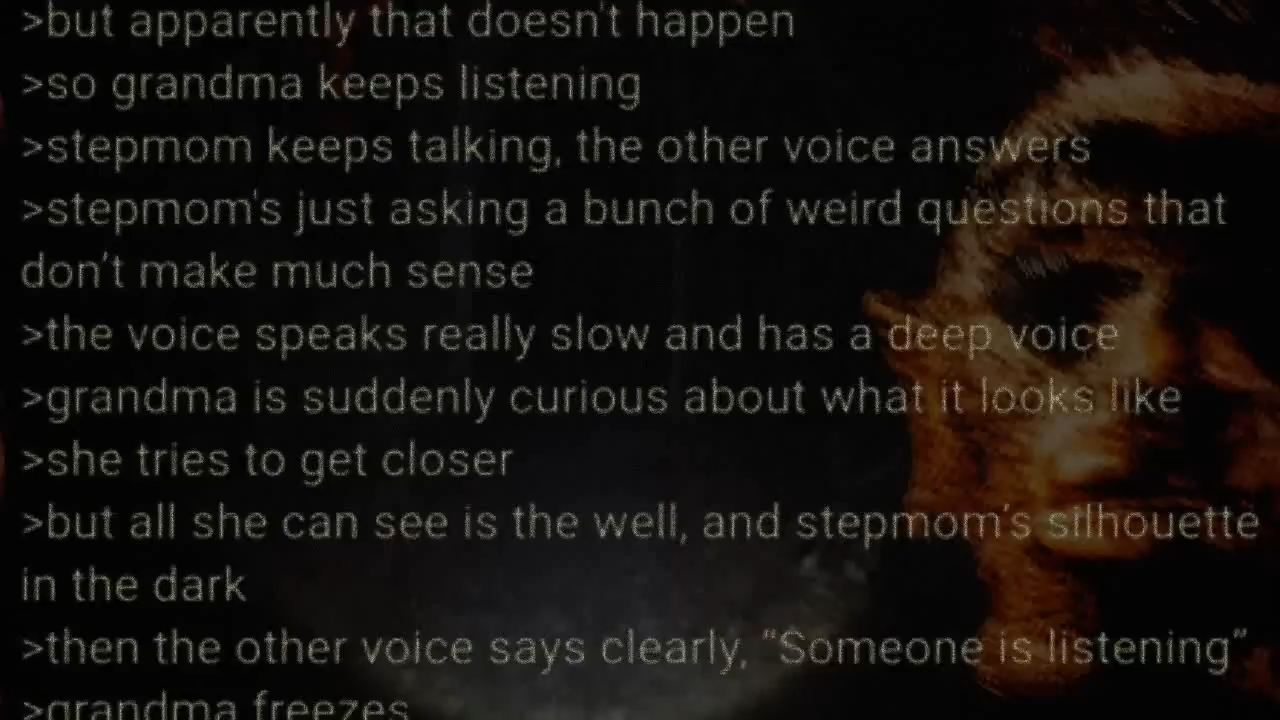 >but apparently that doesn't happen
>so grandma keeps listening
>stepmom keeps talking, the other voice answers
>stepmom's just asking a bunch of weird questions that
don't make much sense
>the voice speaks really slow and has a deep voice
>grandma is suddenly curious about what it looks like
>she tries to get closer
>but all she can see is the well, and stepmom's silhouette
in the dark
>then the other voice says clearly, "Someone is listening"
>grandma freezes